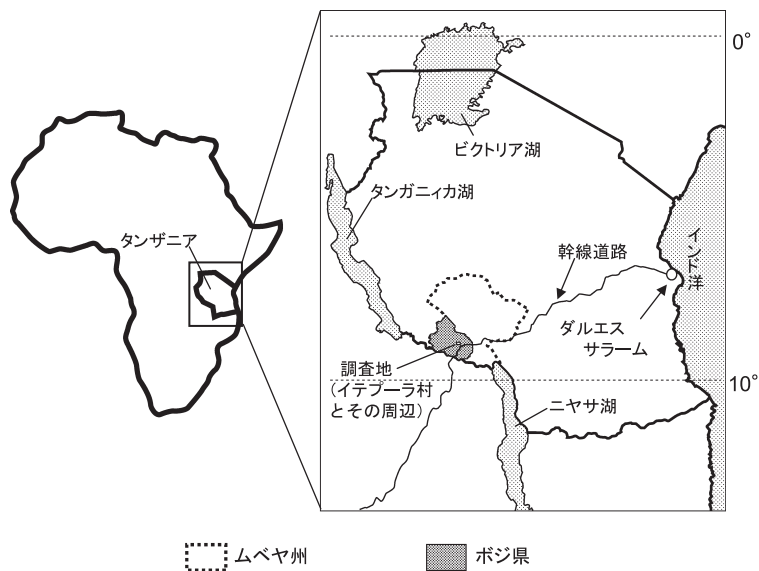 タンザニア
0°
ビクトリア湖
タンガニィカ湖
インド洋
幹線道路
ダルエス
サラーム
調査地
(イテプーラ村
とその周辺)
10°
ニヤサ湖
ムベヤ州
ボジ県